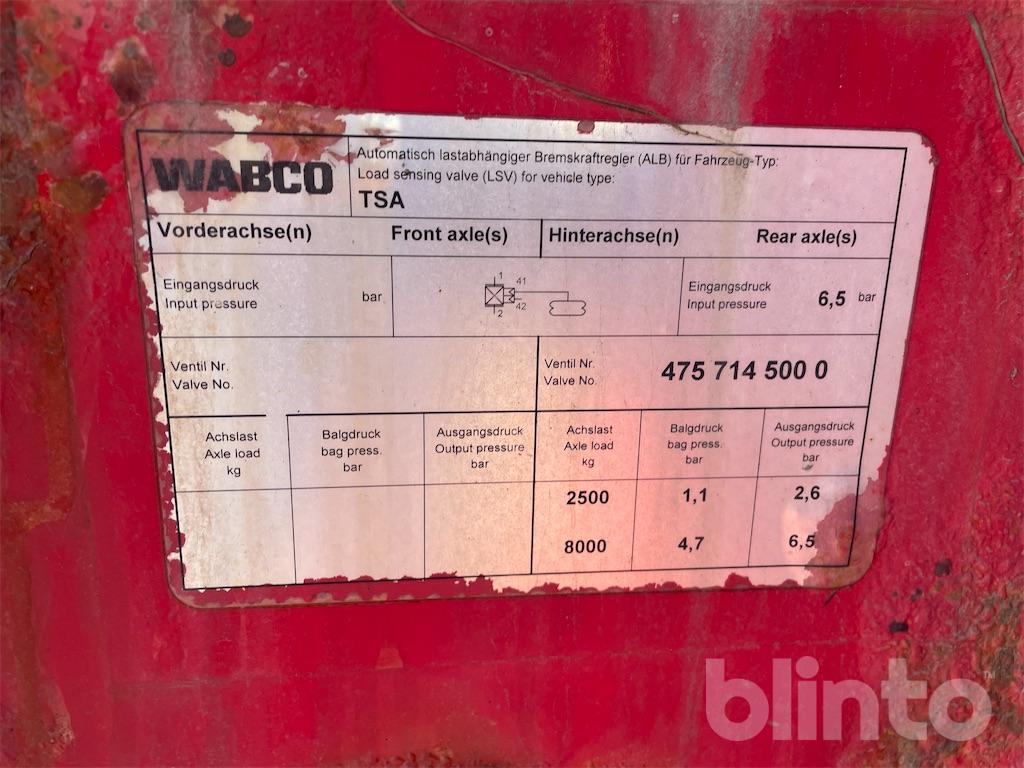 WABCO
Automatisch lastabhängiger Bremskraftregler (ALB) für Fahrzeug-Typ:
Load sensing valve (LSV) for vehicle type:
TSA
Vorderachse(n) Front axle(s) Hinterachse(n) Rear axle(s)
Eingangsdruck
Input pressure bar
1
41
42
2
Eingangsdruck
Input pressure 6,5 bar
Ventil Nr.
Valve No.
Ventil Nr.
Valve No. 475 714 500 0
Achslast
Axle load
kg
Balgdruck
bag press.
bar
Ausgangsdruck
Output pressure
bar
Achslast
Axle load
kg
Balgdruck
bag press.
bar
Ausgangsdruck
Output pressure
bar
2500 1,1 2,6
8000 4,7 6,5
blinto™